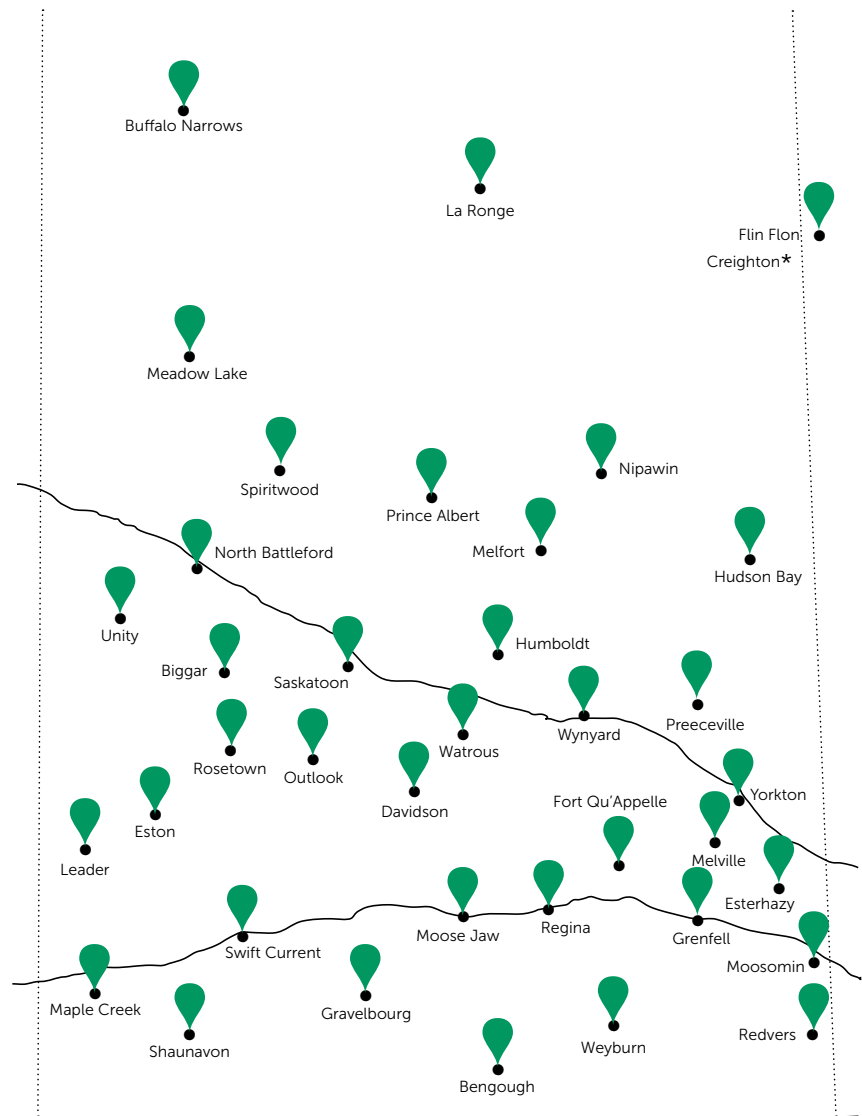 Buffalo Narrows
La Ronge
Flin Flon
Creighton*
Meadow Lake
Nipawin
Spiritwood
Prince Albert
North Battleford
Melfort
Hudson Bay
Unity
Humboldt
Biggar
Saskatoon
Preeceville
Wynyard
Watrous
Rosetown
Outlook
Yorkton
Fort Qu’Appelle
Davidson
Eston
Melville
Leader
Esterhazy
Regina
Moose Jaw
Grenfell
Swift Current
Moosomin
Maple Creek
Gravelbourg
Redvers
Weyburn
Shaunavon
Bengough